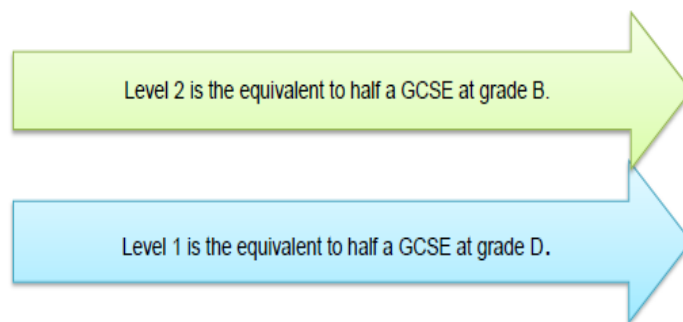 Level 2 is the equivalent to half a GCSE at grade B.
Level 1 is the equivalent to half a GCSE at grade D.